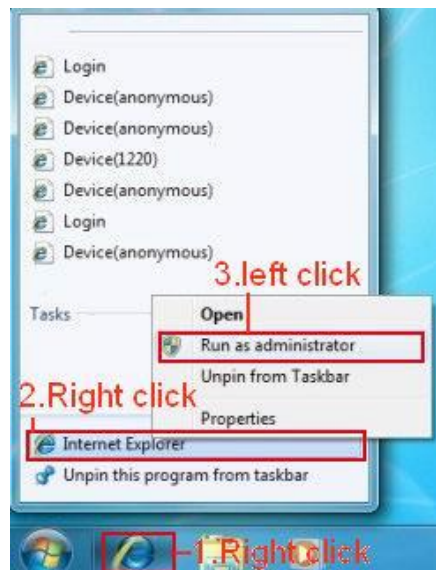 Login
Device(anonymous)
Device(anonymous)
Device(1220)
Device(anonymous)
Login
Device(anonymous)
3.left click
Tasks
Open
Run as administrator
Unpin from Taskbar
2.Right click
Properties
Internet Explorer
Unpin this program from taskbar
1.Right click